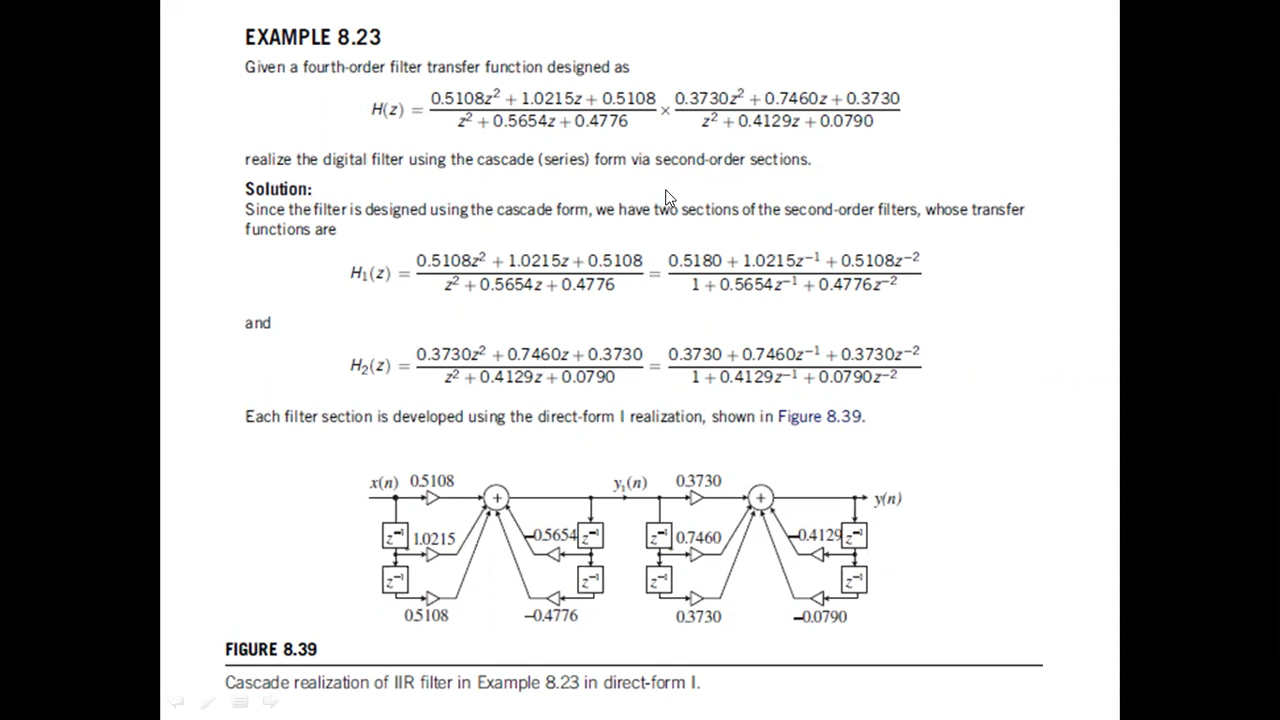 EXAMPLE 8.23
Given a fourth-order filter transfer function designed as
H(z) = (0.5108z² + 1.0215z + 0.5108)/(z² + 0.5654z + 0.4776) × (0.3730z² + 0.7460z + 0.3730)/(z² + 0.4129z + 0.0790)
realize the digital filter using the cascade (series) form via second-order sections.
Solution:
Since the filter is designed using the cascade form, we have two sections of the second-order filters, whose transfer
functions are
H₁(z) = (0.5108z² + 1.0215z + 0.5108)/(z² + 0.5654z + 0.4776) = (0.5180 + 1.0215z⁻¹ + 0.5108z⁻²)/(1 + 0.5654z⁻¹ + 0.4776z⁻²)
and
H₂(z) = (0.3730z² + 0.7460z + 0.3730)/(z² + 0.4129z + 0.0790) = (0.3730 + 0.7460z⁻¹ + 0.3730z⁻²)/(1 + 0.4129z⁻¹ + 0.0790z⁻²)
Each filter section is developed using the direct-form I realization, shown in Figure 8.39.
x(n) 0.5108 y₁(n) 0.3730
+ + y(n)
z⁻¹ 1.0215 −0.5654 z⁻¹ z⁻¹ 0.7460 −0.4129 z⁻¹
z⁻¹ z⁻¹ z⁻¹ z⁻¹
0.5108 −0.4776 0.3730 −0.0790
FIGURE 8.39
Cascade realization of IIR filter in Example 8.23 in direct-form I.